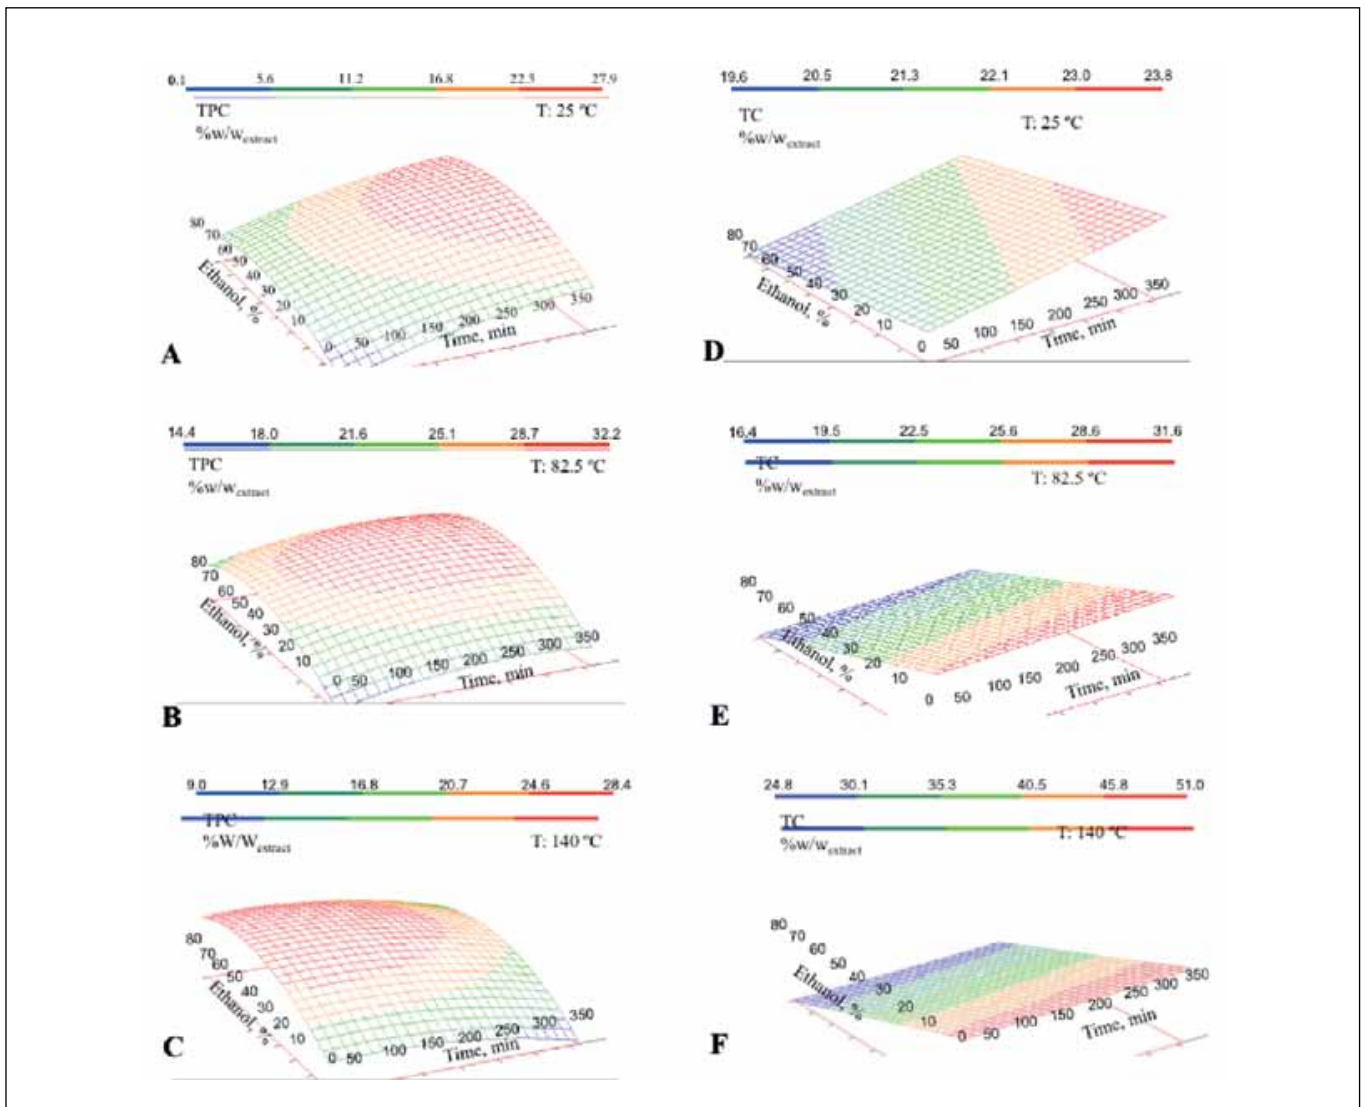 0.1 5.6 11.2 16.8 22.3 27.9
TPC T: 25 ºC
%w/wextract
80
70
60
50
40
30
20
10
Ethanol, %
0 50 100 150 200 250 300 350
Time, min
A
19.6 20.5 21.3 22.1 23.0 23.8
TC T: 25 ºC
%w/wextract
80
70
60
50
40
30
20
10
Ethanol, %
0 50 100 150 200 250 300 350
Time, min
D
14.4 18.0 21.6 25.1 28.7 32.2
TPC T: 82.5 ºC
%w/wextract
80
70
60
50
40
30
20
10
Ethanol, %
0 50 100 150 200 250 300 350
Time, min
B
16.4 19.5 22.5 25.6 28.6 31.6
TC T: 82.5 ºC
%w/wextract
80
70
60
50
40
30
20
10
Ethanol, %
0 50 100 150 200 250 300 350
Time, min
E
9.0 12.9 16.8 20.7 24.6 28.4
TPC
%W/Wextract T: 140 ºC
80
70
60
50
40
30
20
10
Ethanol, %
0 50 100 150 200 250 300 350
Time, min
C
24.8 30.1 35.3 40.5 45.8 51.0
TC T: 140 ºC
%w/wextract
80
70
60
50
40
30
20
10
Ethanol, %
0 50 100 150 200 250 300 350
Time, min
F